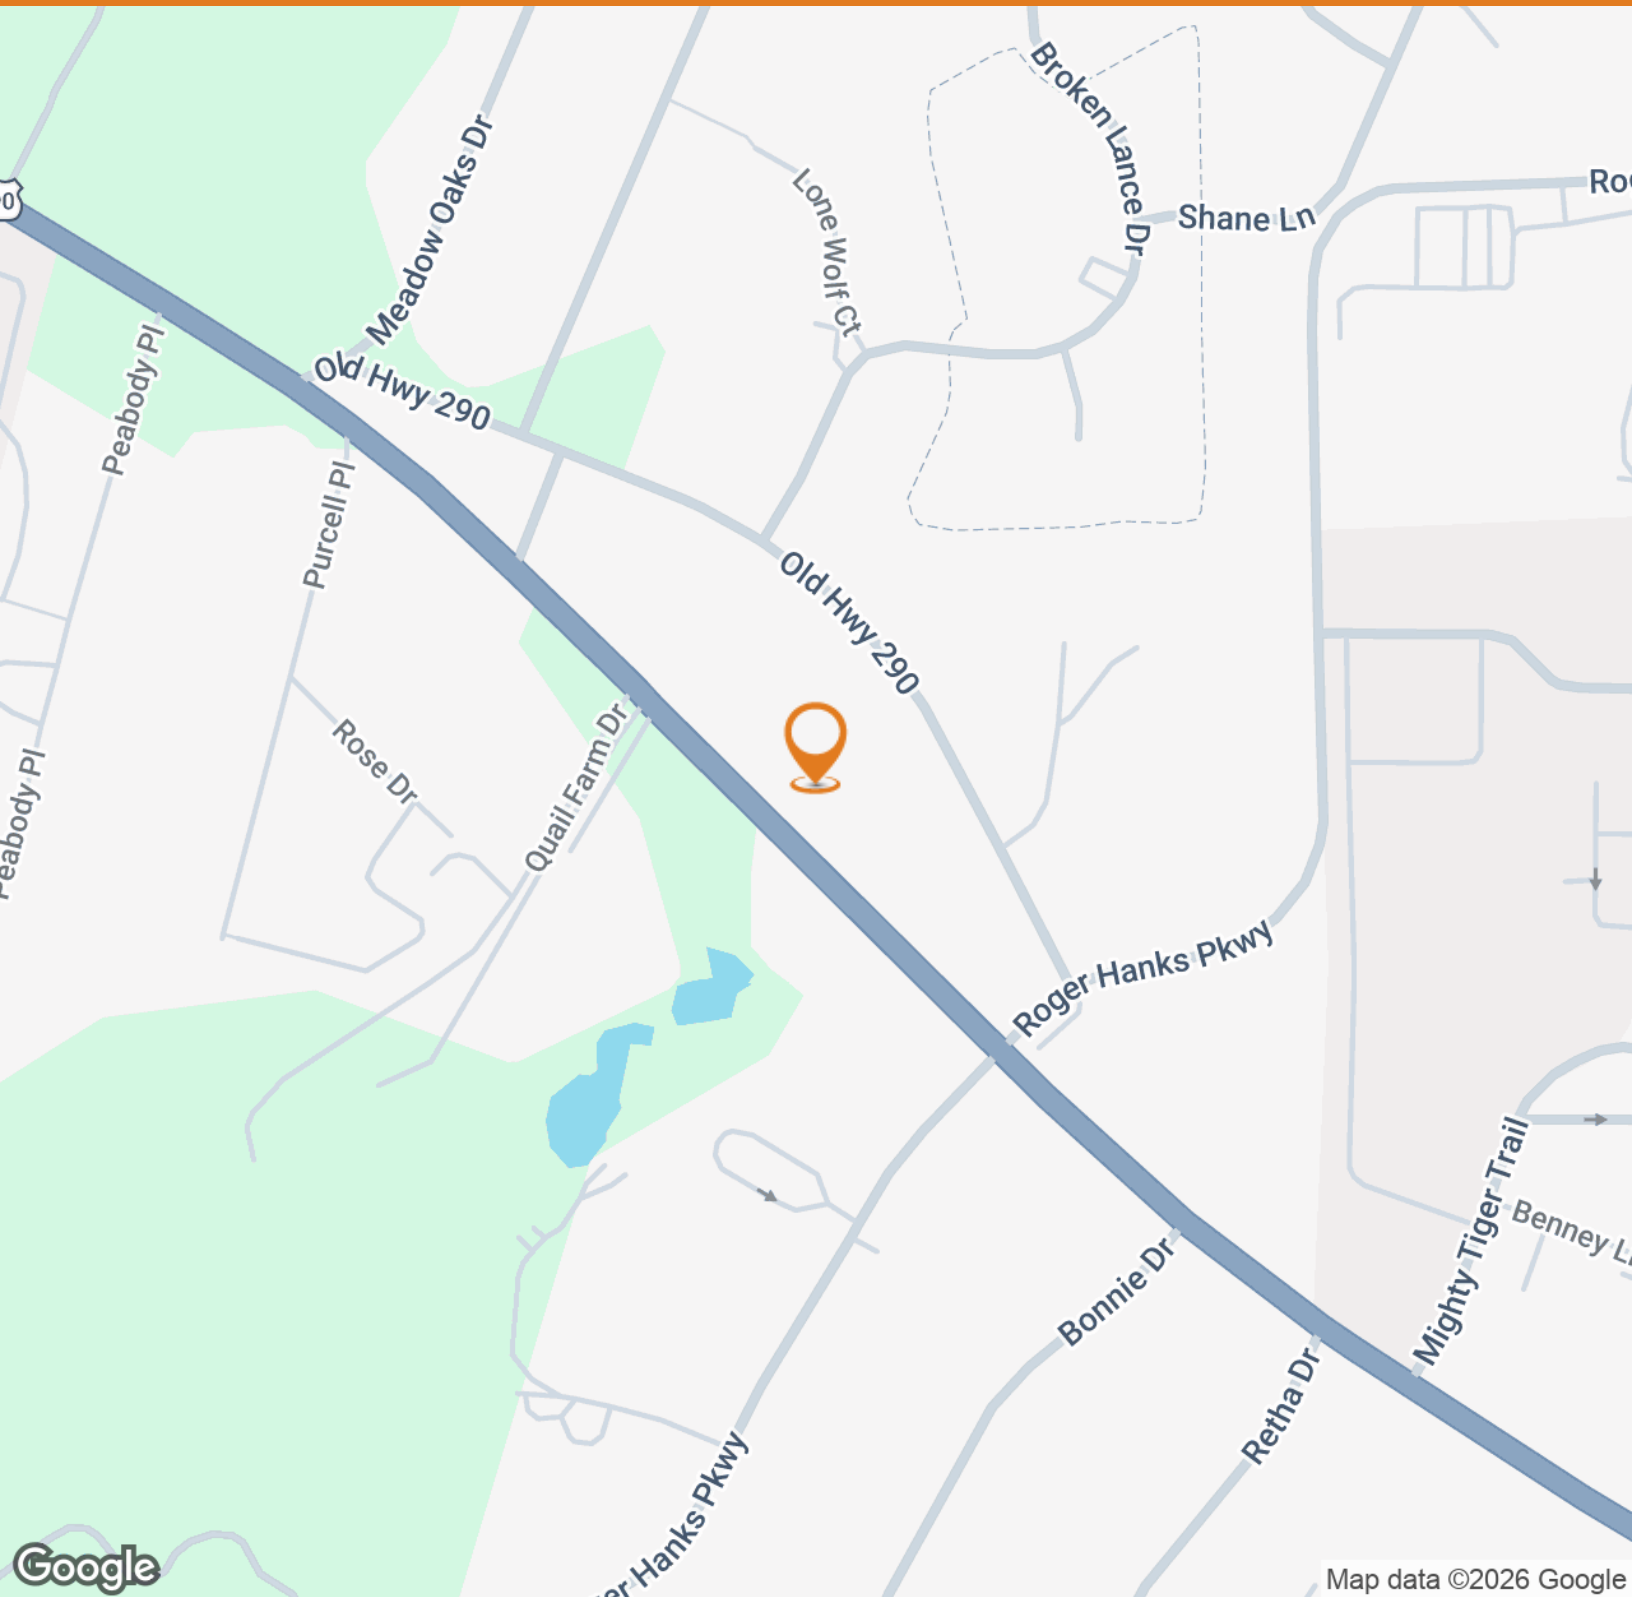 Broken Lance Dr
Meadow Oaks Dr
Lone Wolf Ct
Shane Ln
Old Hwy 290
Peabody Pl
Purcell Pl
Old Hwy 290
Rose Dr
Quail Farm Dr
Peabody Pl
Roger Hanks Pkwy
Mighty Tiger Trail
Bonnie Dr
Retha Dr
Hanks Pkwy
Google
Map data ©2026 Google